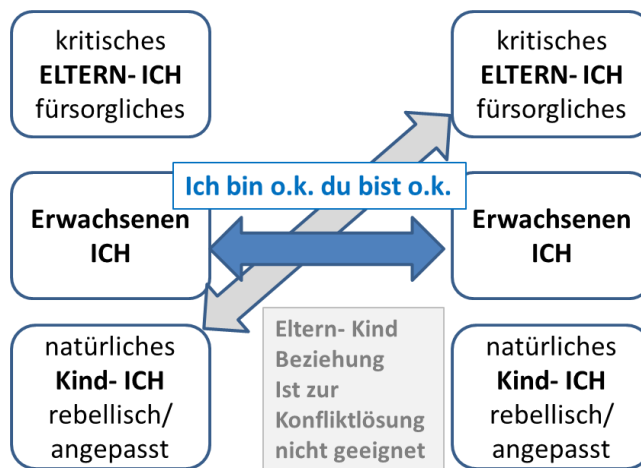 kritisches
ELTERN- ICH
fürsorgliches
kritisches
ELTERN- ICH
fürsorgliches
Ich bin o.k. du bist o.k.
Erwachsenen
ICH
Erwachsenen
ICH
natürliches
Kind- ICH
rebellisch/
angepasst
Eltern- Kind
Beziehung
Ist zur
Konfliktlösung
nicht geeignet
natürliches
Kind- ICH
rebellisch/
angepasst